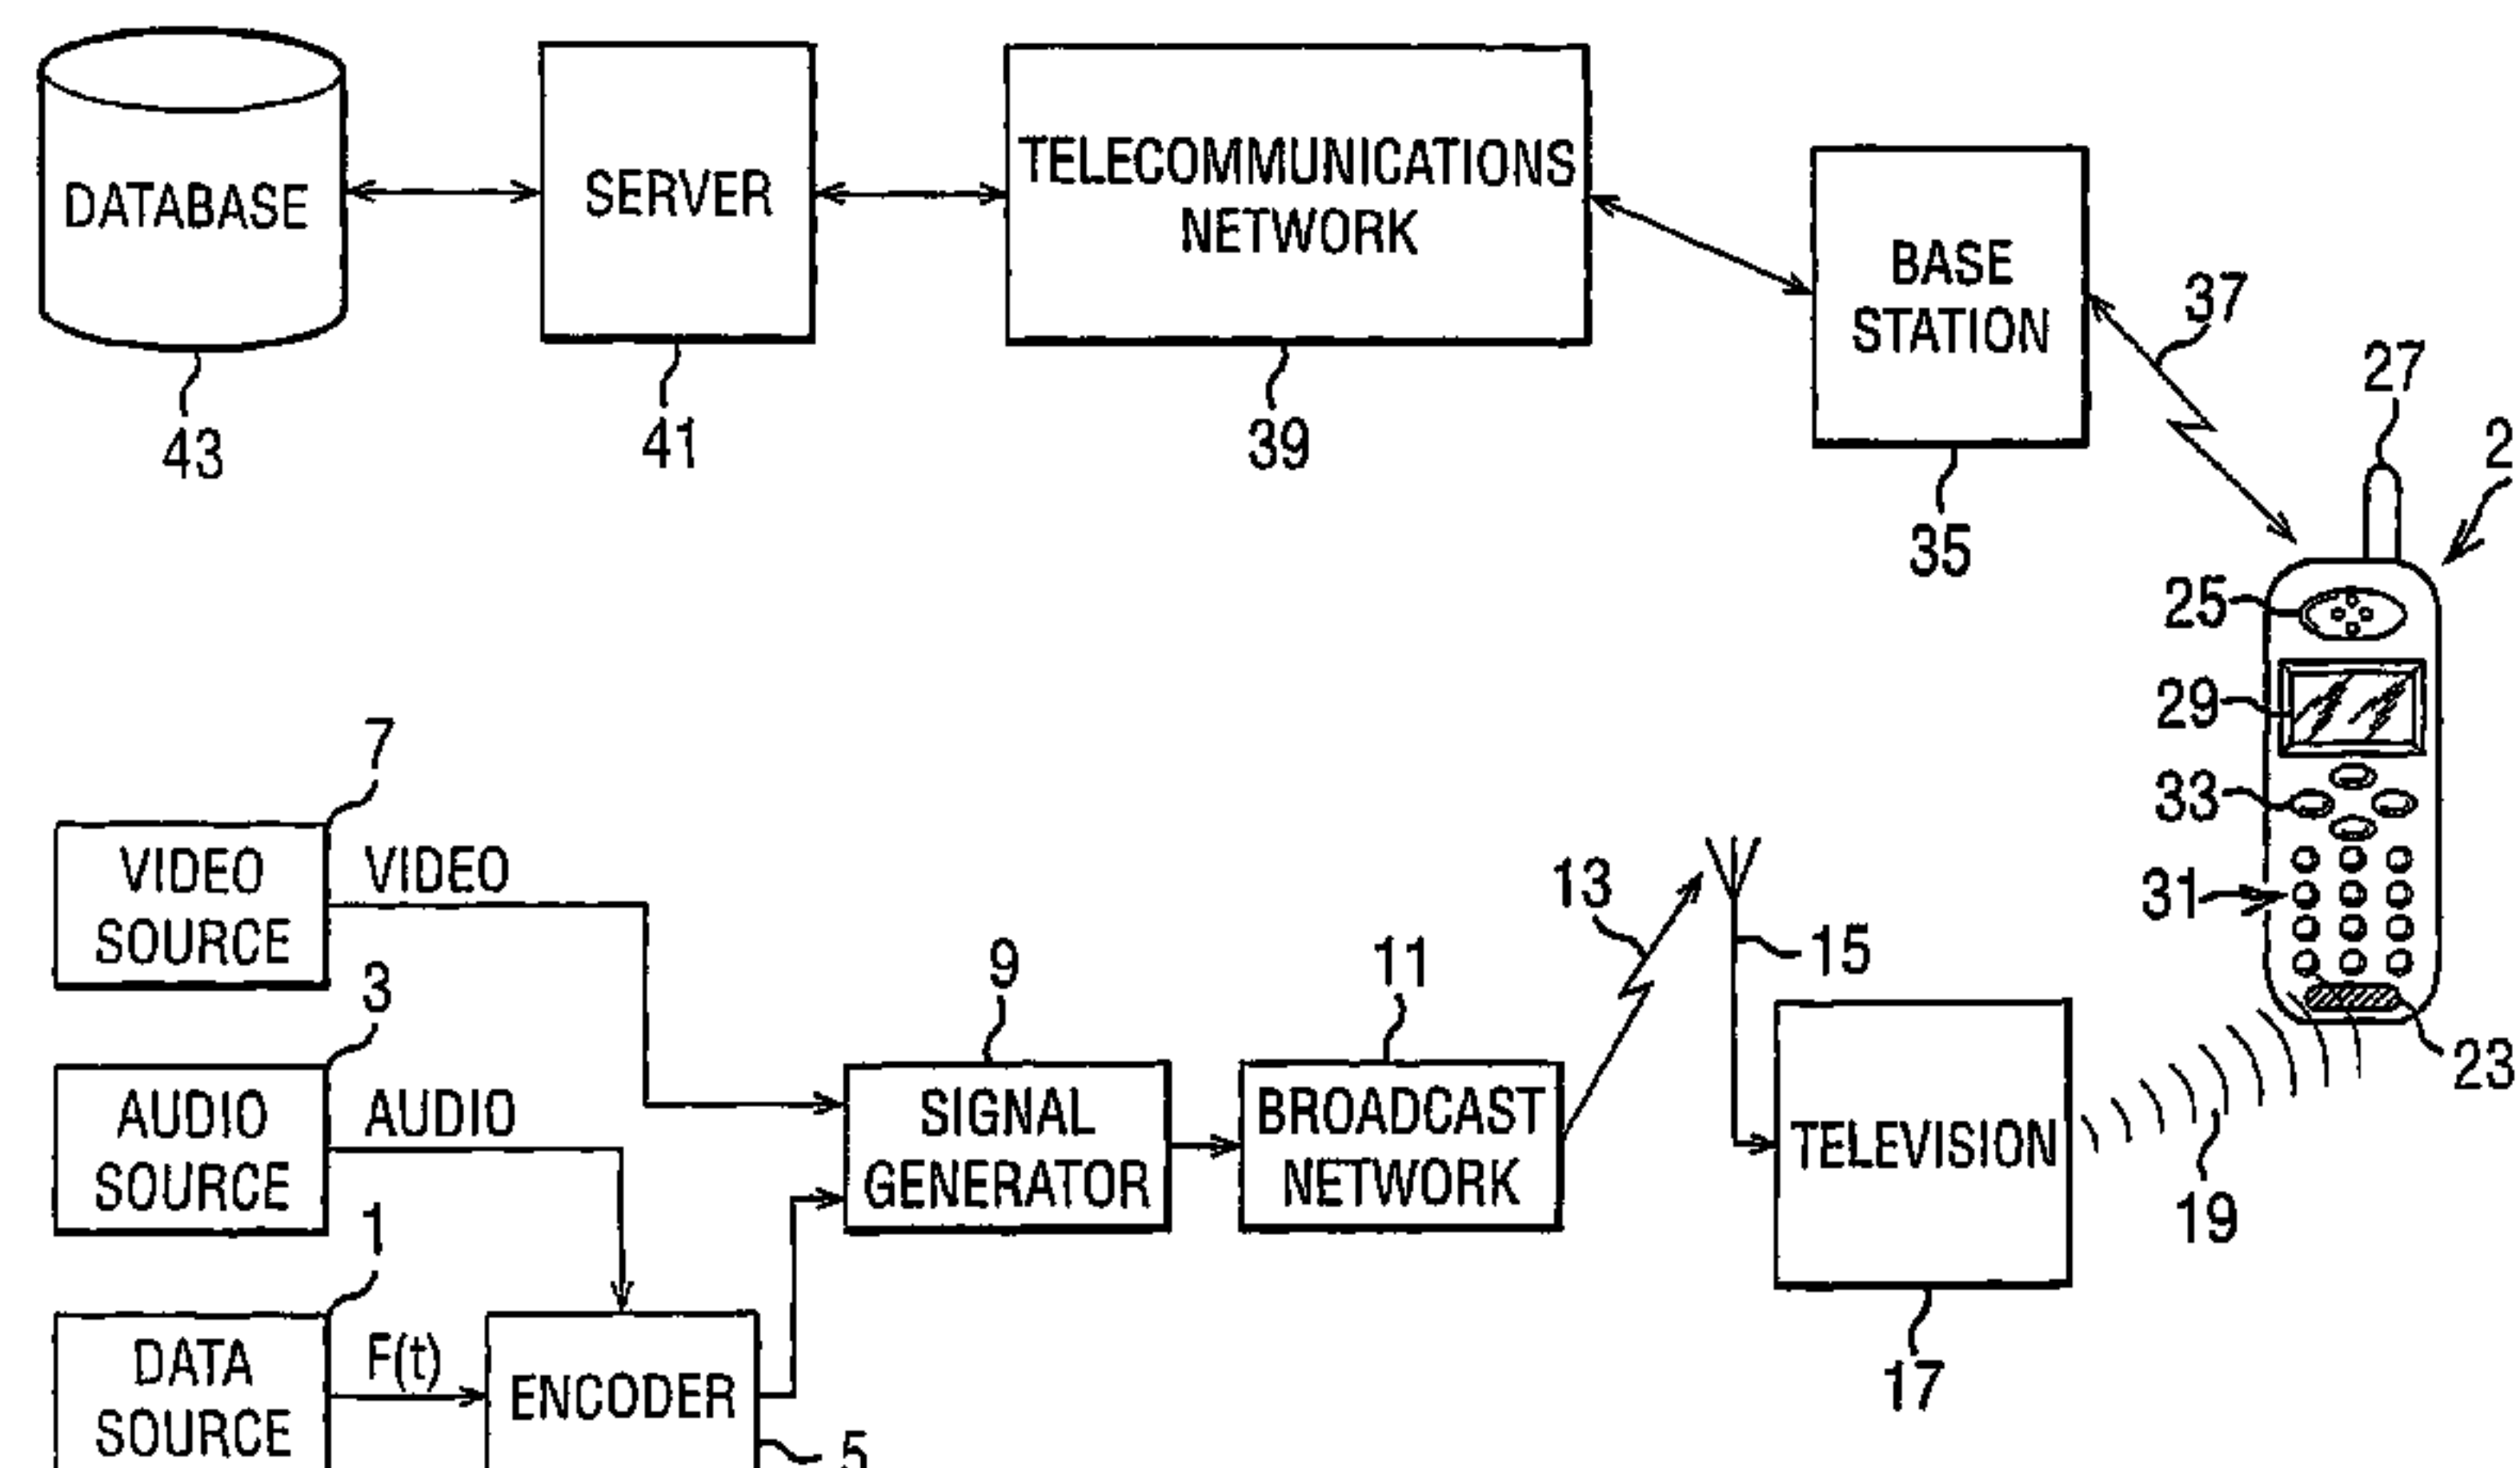 DATABASE
SERVER
TELECOMMUNICATIONS
NETWORK
BASE
STATION
37
27
2
43
41
39
35
25
29
33
31
23
7
VIDEO
SOURCE
VIDEO
3
AUDIO
SOURCE
AUDIO
1
DATA
SOURCE
F(t)
ENCODER
5
9
SIGNAL
GENERATOR
11
BROADCAST
NETWORK
13
15
TELEVISION
19
17